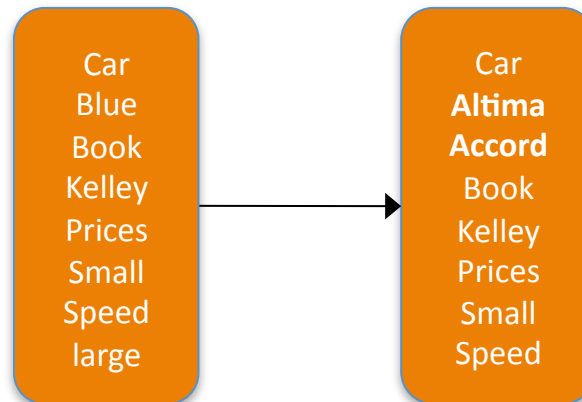 Car
Blue
Book
Kelley
Prices
Small
Speed
large
Car
Altima
Accord
Book
Kelley
Prices
Small
Speed